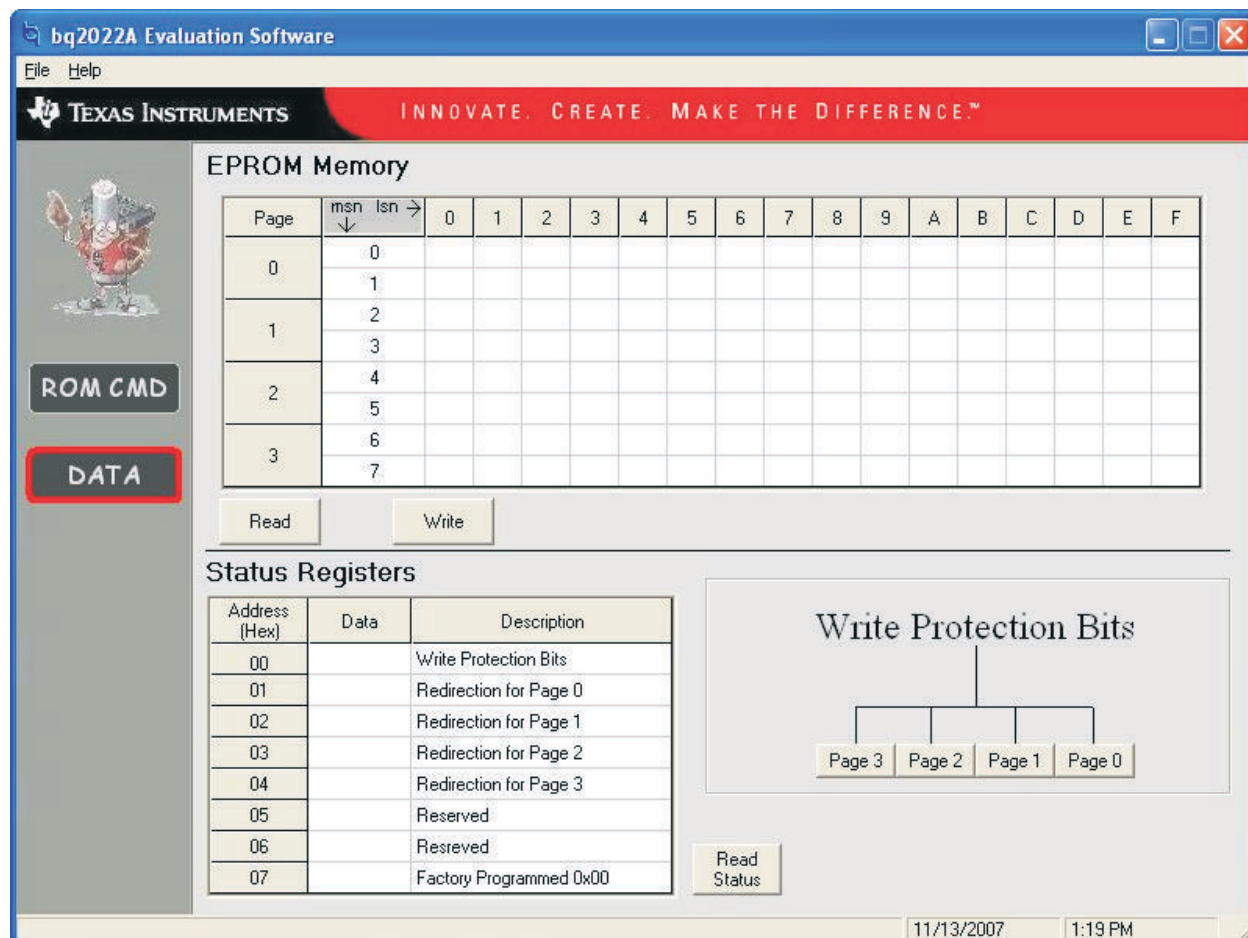 bq2022A Evaluation Software
File Help
TEXAS INSTRUMENTS INNOVATE. CREATE. MAKE THE DIFFERENCE.™
EPROM Memory
Page msn lsn 0 1 2 3 4 5 6 7 8 9 A B C D E F
0 0
1
1 2
3
2 4
5
3 6
7
ROM CMD
DATA
Read Write
Status Registers
Address (Hex) Data Description
00 Write Protection Bits
01 Redirection for Page 0
02 Redirection for Page 1
03 Redirection for Page 2
04 Redirection for Page 3
05 Reserved
06 Resreved
07 Factory Programmed 0x00
Write Protection Bits
Page 3 Page 2 Page 1 Page 0
Read
Status
11/13/2007 1:19 PM